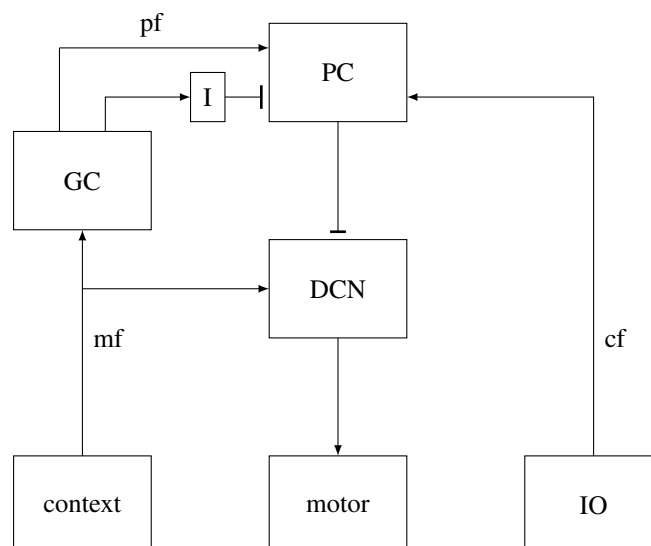 pf
PC
I
GC
DCN
mf
cf
context
motor
IO